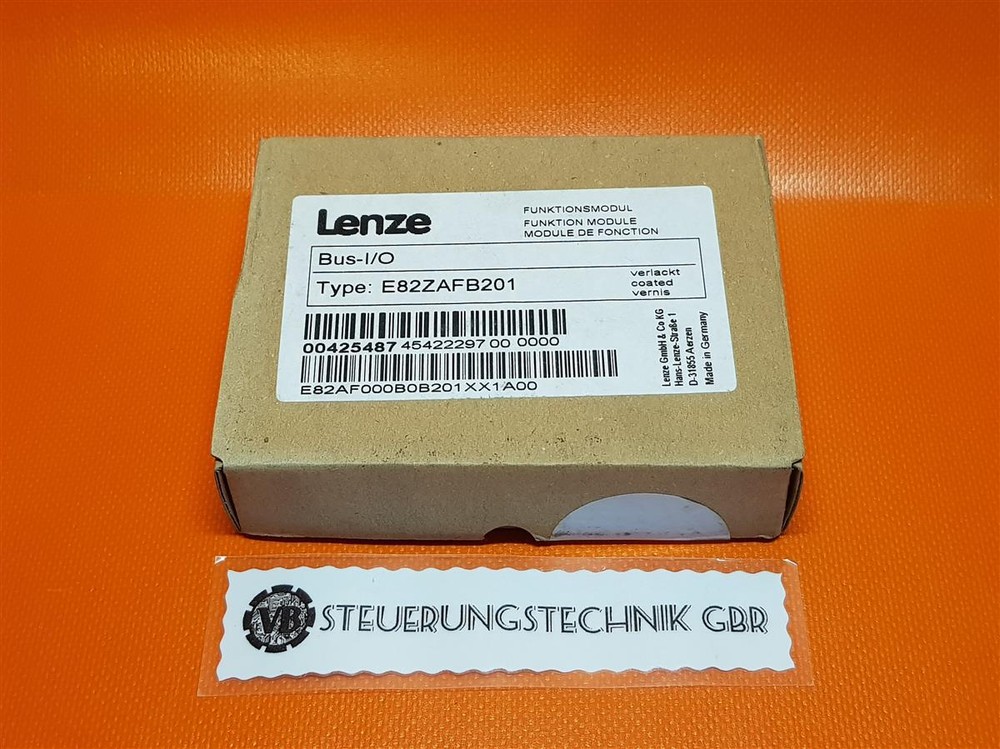 Lenze
FUNKTIONSMODUL
FUNKTION MODULE
MODULE DE FONCTION
Bus-I/O
Type: E82ZAFB201
verlackt
coated
vernis
00425487 45422297 00 0000
E82AF000B0B201XX1A00
Lenze GmbH & Co KG
Hans-Lenze-Straße 1
D-31855 Aerzen
Made in Germany
VB STEUERUNGSTECHNIK GBR